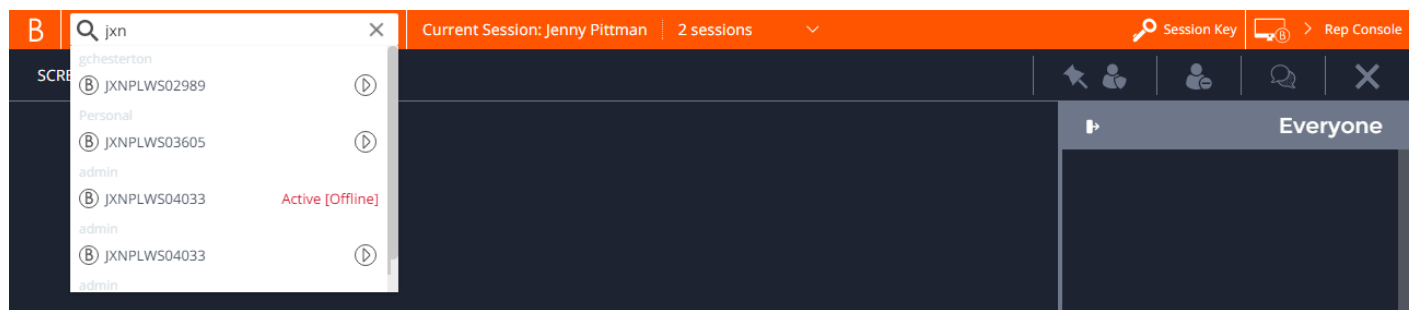 B
jxn
Current Session: Jenny Pittman
2 sessions
Session Key
B
Rep Console
SCRE
gchesterton
B JXNPLWS02989
Personal
B JXNPLWS03605
admin
B JXNPLWS04033 Active [Offline]
admin
B JXNPLWS04033
admin
Everyone